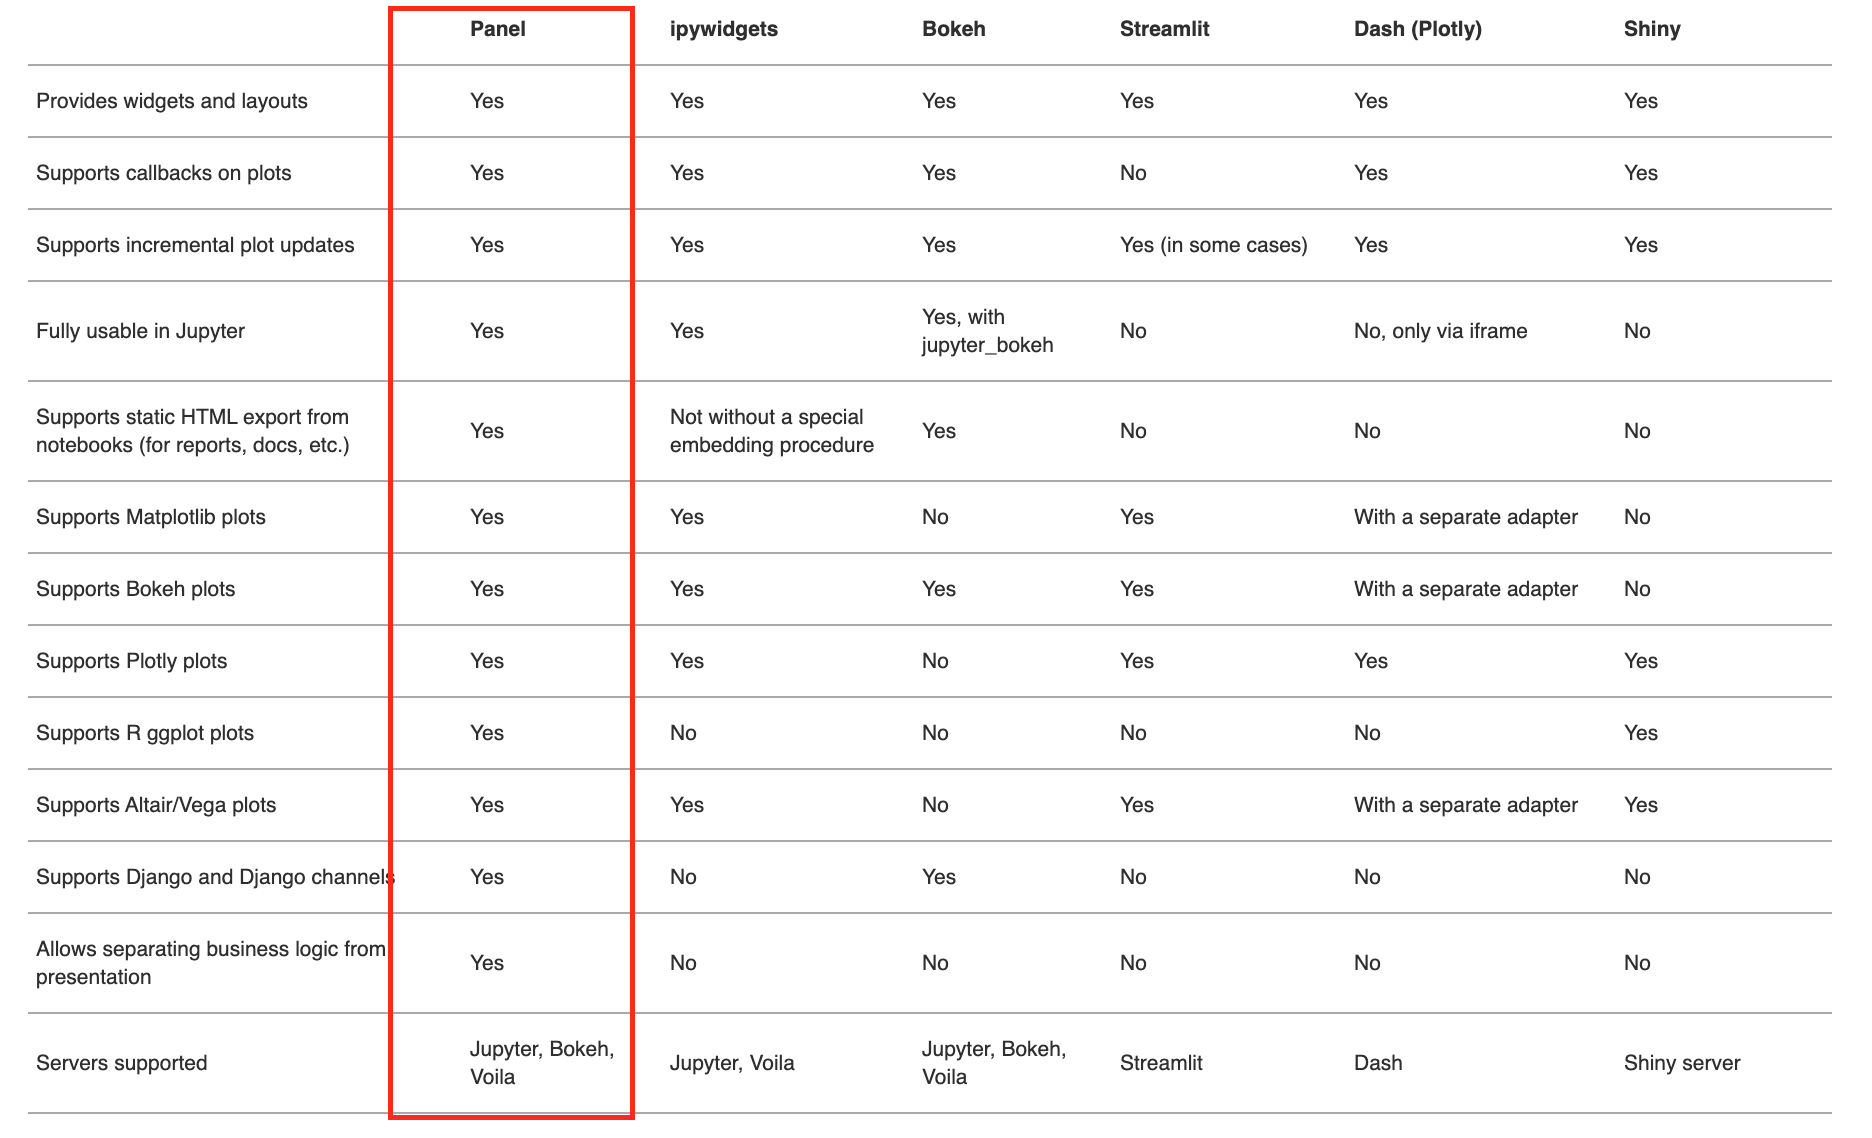 Panel ipywidgets Bokeh Streamlit Dash (Plotly) Shiny
Provides widgets and layouts Yes Yes Yes Yes Yes Yes
Supports callbacks on plots Yes Yes Yes No Yes Yes
Supports incremental plot updates Yes Yes Yes Yes (in some cases) Yes Yes
Fully usable in Jupyter Yes Yes Yes, with No No, only via iframe No
jupyter_bokeh
Supports static HTML export from Yes Not without a special Yes No No No
notebooks (for reports, docs, etc.) embedding procedure
Supports Matplotlib plots Yes Yes No Yes With a separate adapter No
Supports Bokeh plots Yes Yes Yes Yes With a separate adapter No
Supports Plotly plots Yes Yes No Yes Yes Yes
Supports R ggplot plots Yes No No No No Yes
Supports Altair/Vega plots Yes Yes No Yes With a separate adapter Yes
Supports Django and Django channels Yes No Yes No No No
Allows separating business logic from Yes No No No No No
presentation
Servers supported Jupyter, Bokeh, Jupyter, Voila Jupyter, Bokeh, Streamlit Dash Shiny server
Voila Voila